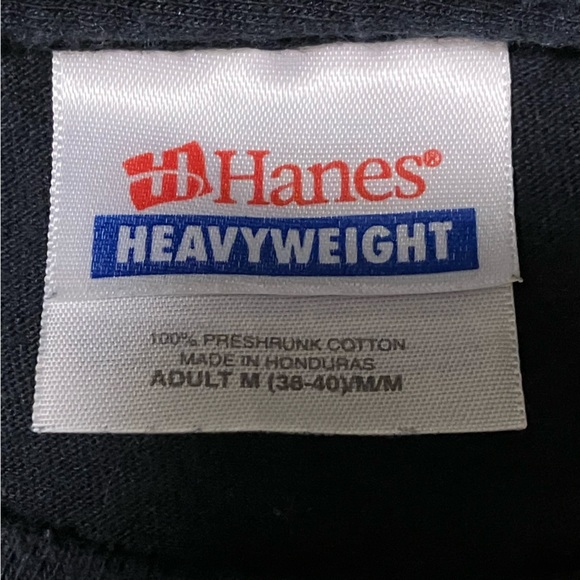 Hanes®
HEAVYWEIGHT
100% PRESHRUNK COTTON
MADE IN HONDURAS
ADULT M (38-40)/M/M